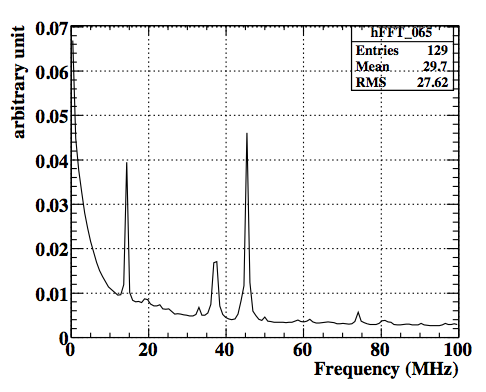 hFFT_065
Entries 129
Mean 29.7
RMS 27.62
arbitrary unit
0.07
0.06
0.05
0.04
0.03
0.02
0.01
0
0 20 40 60 80 100
Frequency (MHz)